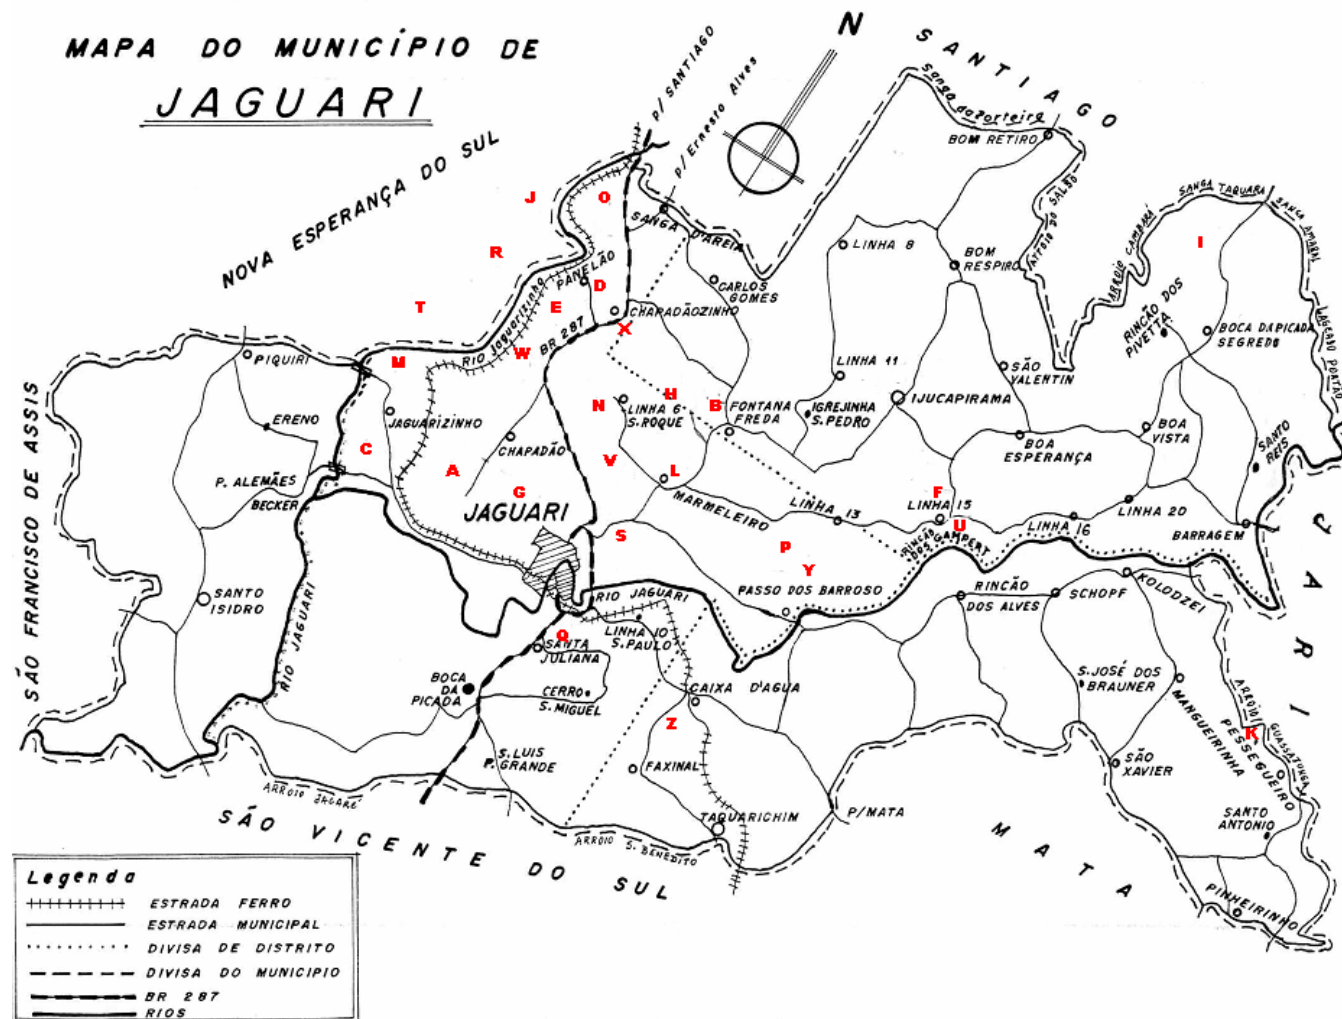 MAPA DO MUNICÍPIO DE
JAGUARI
N
SANTIAGO
p/ SANTIAGO
p/ Ernesto Alves
Sanga da Porteira
BOM RETIRO
NOVA ESPERANÇA DO SUL
J
O
R
T
SANGA D'AREIA
LINHA 8
BOM
RESPIRO
ARROIO DO SALSO
ARROIO CAMBARÁ
SANGA TAQUARA
SANGA AMARAL
LAGEADO PORTÃO
I
PANELÃO
D
E
CARLOS
GOMES
CHAPADÃOZINHO
X
RIO Jaguarizinho
BR 287
W
M
RINCÃO DOS
PIVETTA
BOCA DA PICADA
SEGREDO
PIQUIRI
LINHA 11
SÃO
VALENTIN
H
N
LINHA 6
S. ROQUE
B
FONTANA
FREDA
IGREJINHA
S. PEDRO
IJUCAPIRAMA
ERENO
JAGUARIZINHO
BOA
VISTA
SANTO
REIS
C
CHAPADÃO
BOA
ESPERANÇA
SÃO FRANCISCO DE ASSIS
P. ALEMÃES
BECKER
A
V
L
G
JAGUARI
MARMELEIRO
LINHA 13
F
LINHA 15
U
LINHA 16
LINHA 20
BARRAGEM
JARI
S
P
Y
RINCÃO
DOS GAMPERT
PASSO DOS BARROSO
RINCÃO
DOS ALVES
SCHOPF
KOLODZEI
SANTO
ISIDRO
RIO JAGUARI
RIO JAGUARI
LINHA 10
S. PAULO
Q
SANTA
JULIANA
BOCA
DA
PICADA
CERRO
S. MIGUEL
CAIXA D'AGUA
S. JOSÉ DOS
BRAUNER
MANGUEIRINHA
ARROIO
K
PESSEGUEIRO
Z
S. LUIS
P. GRANDE
FAXINAL
SÃO
XAVIER
ARROIO JACARÉ
SÃO VICENTE DO SUL
ARROIO S. BENEDITO
TAQUARICHIM
P/MATA
MATA
SANTO
ANTONIO
PINHEIRINHO
Legenda
ESTRADA FERRO
ESTRADA MUNICIPAL
DIVISA DE DISTRITO
DIVISA DO MUNICIPIO
BR 287
RIOS